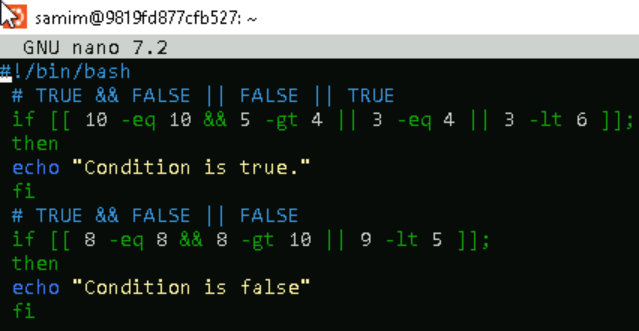 samim@9819fd877cfb527: ~
GNU nano 7.2
#!/bin/bash
# TRUE && FALSE || FALSE || TRUE
if [[ 10 -eq 10 && 5 -gt 4 || 3 -eq 4 || 3 -lt 6 ]];
then
echo "Condition is true."
fi
# TRUE && FALSE || FALSE
if [[ 8 -eq 8 && 8 -gt 10 || 9 -lt 5 ]];
then
echo "Condition is false"
fi